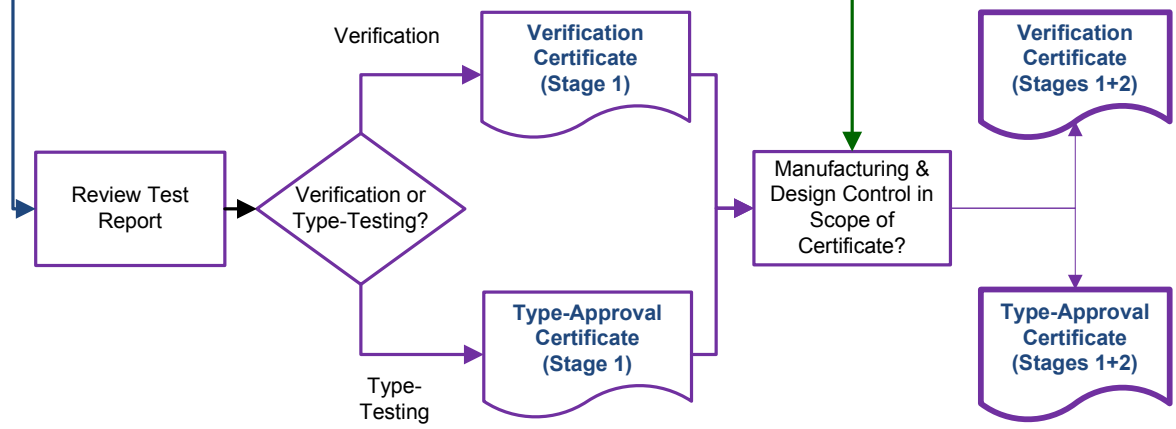 Review Test
Report
Verification or
Type-Testing?
Verification
Verification
Certificate
(Stage 1)
Type-
Testing
Type-Approval
Certificate
(Stage 1)
Manufacturing &
Design Control in
Scope of
Certificate?
Verification
Certificate
(Stages 1+2)
Type-Approval
Certificate
(Stages 1+2)